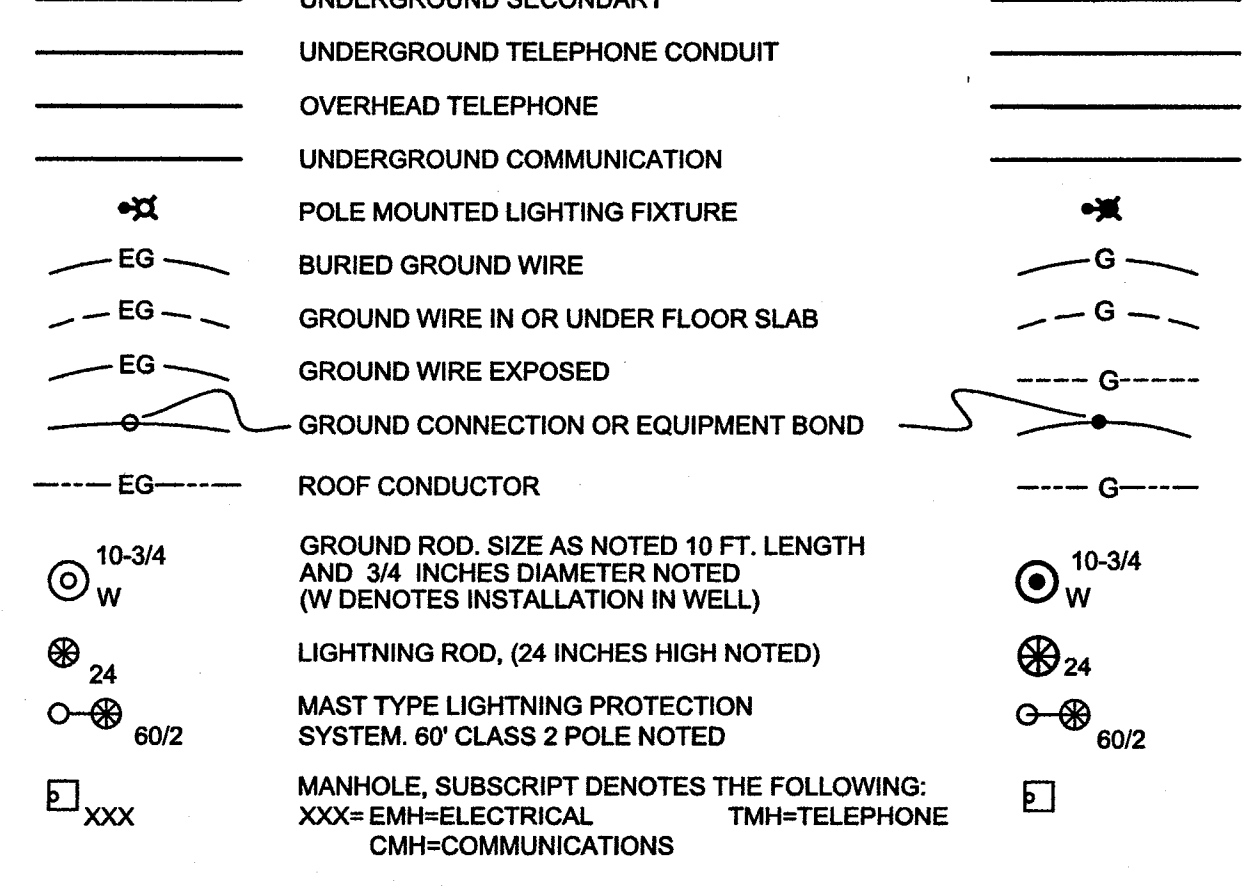 UNDERGROUND SECONDARY
UNDERGROUND TELEPHONE CONDUIT
OVERHEAD TELEPHONE
UNDERGROUND COMMUNICATION
POLE MOUNTED LIGHTING FIXTURE
EG BURIED GROUND WIRE G
EG GROUND WIRE IN OR UNDER FLOOR SLAB G
EG GROUND WIRE EXPOSED G
GROUND CONNECTION OR EQUIPMENT BOND
EG ROOF CONDUCTOR G
10-3/4 GROUND ROD. SIZE AS NOTED 10 FT. LENGTH 10-3/4
AND 3/4 INCHES DIAMETER NOTED
W (W DENOTES INSTALLATION IN WELL) W
24 LIGHTNING ROD, (24 INCHES HIGH NOTED) 24
MAST TYPE LIGHTNING PROTECTION
60/2 SYSTEM. 60' CLASS 2 POLE NOTED 60/2
MANHOLE, SUBSCRIPT DENOTES THE FOLLOWING:
XXX XXX= EMH=ELECTRICAL TMH=TELEPHONE
CMH=COMMUNICATIONS